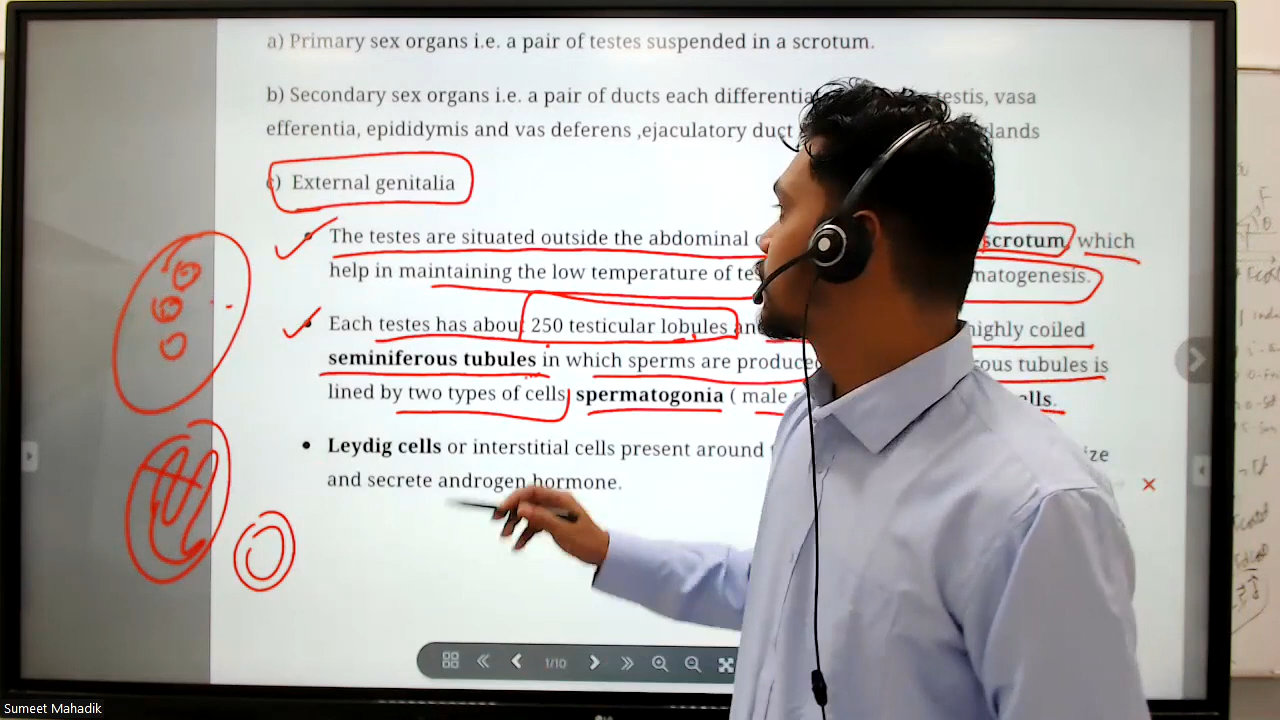 a) Primary sex organs i.e. a pair of testes suspended in a scrotum.
b) Secondary sex organs i.e. a pair of ducts each differentia testis, vasa
efferentia, epididymis and vas deferens ,ejaculatory duct lands
c) External genitalia
• The testes are situated outside the abdominal scrotum, which
help in maintaining the low temperature of tes matogenesis.
• Each testes has about 250 testicular lobules an highly coiled
seminiferous tubules in which sperms are produce ous tubules is
lined by two types of cells spermatogonia ( male lls.
• Leydig cells or interstitial cells present around ize
and secrete androgen hormone.
1/10
Sumeet Mahadik